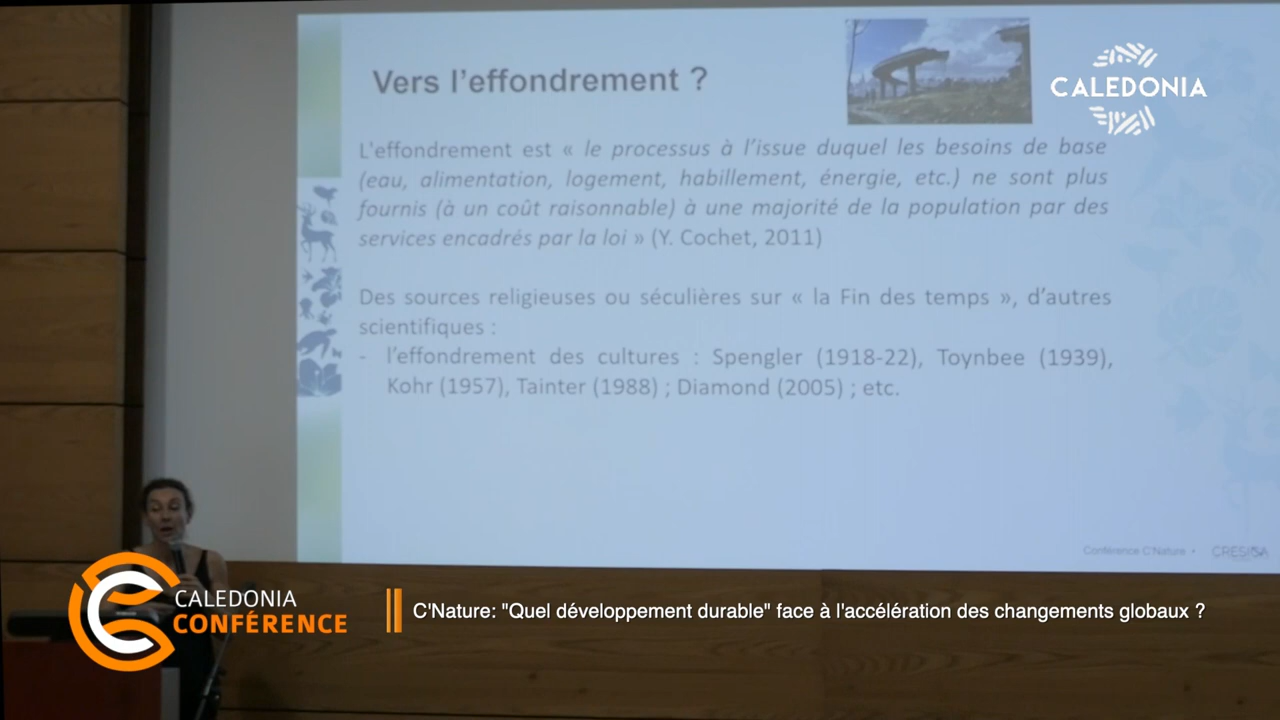 Vers l'effondrement ?
CALEDONIA
L'effondrement est « le processus à l'issue duquel les besoins de base
(eau, alimentation, logement, habillement, énergie, etc.) ne sont plus
fournis (à un coût raisonnable) à une majorité de la population par des
services encadrés par la loi » (Y. Cochet, 2011)
Des sources religieuses ou séculières sur « la Fin des temps », d'autres
scientifiques :
- l'effondrement des cultures : Spengler (1918-22), Toynbee (1939),
Kohr (1957), Tainter (1988) ; Diamond (2005) ; etc.
Conférence C'Nature •
CALEDONIA
CONFÉRENCE
C'Nature: "Quel développement durable" face à l'accélération des changements globaux ?